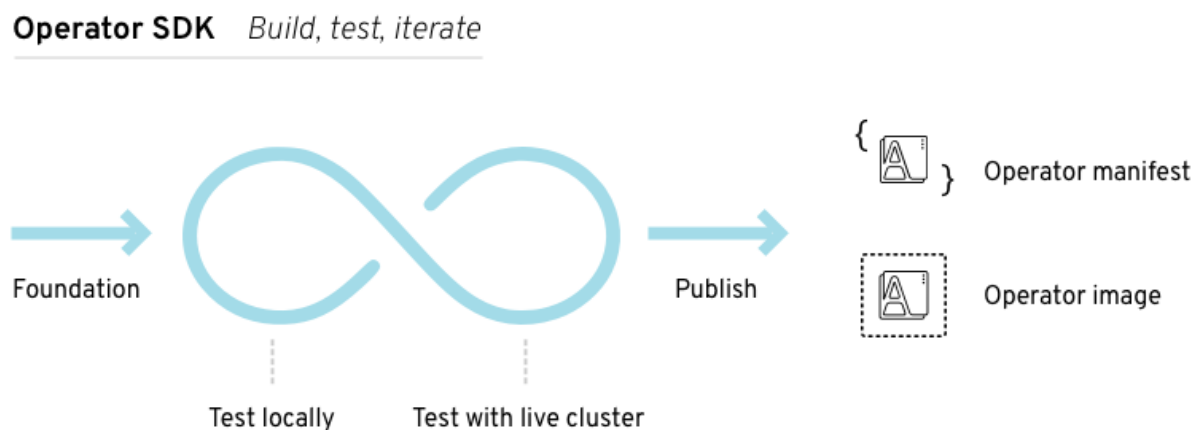 Operator SDK Build, test, iterate
{
}
Operator manifest
Foundation
Publish
Operator image
Test locally
Test with live cluster